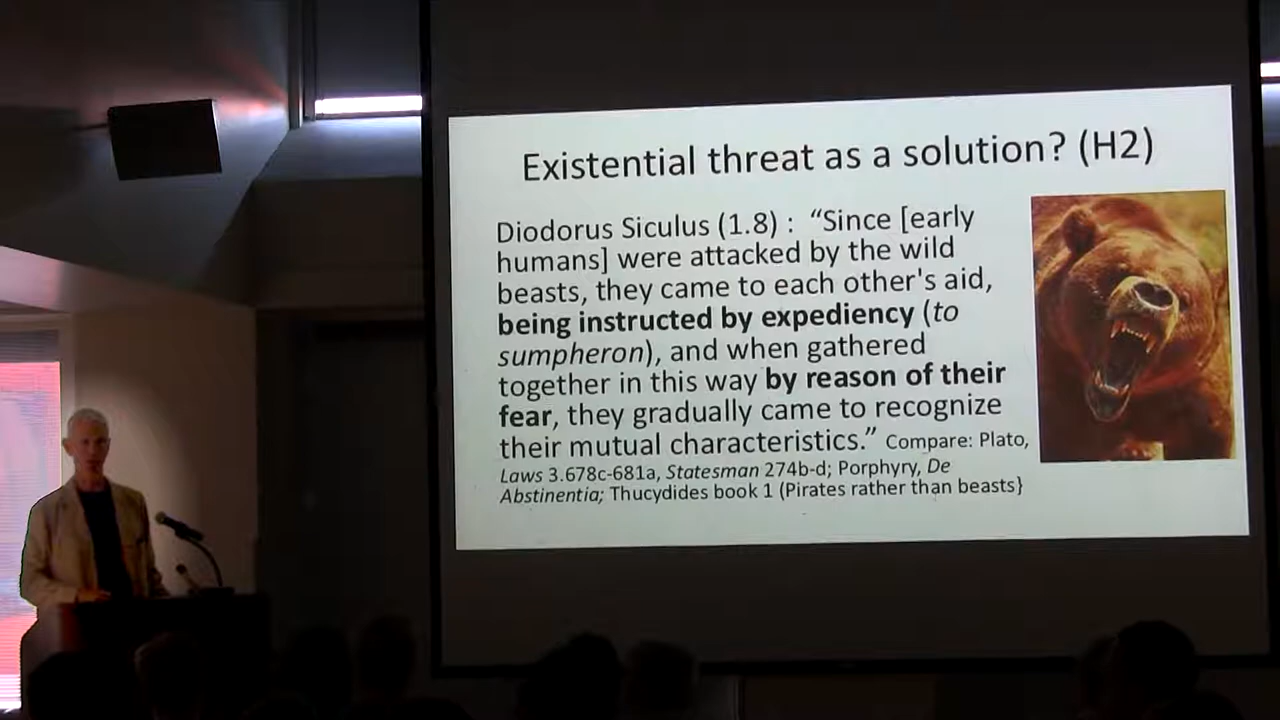 Existential threat as a solution? (H2)
Diodorus Siculus (1.8) :  “Since [early
humans] were attacked by the wild
beasts, they came to each other's aid,
being instructed by expediency (to
sumpheron), and when gathered
together in this way by reason of their
fear, they gradually came to recognize
their mutual characteristics.” Compare: Plato,
Laws 3.678c-681a, Statesman 274b-d; Porphyry, De
Abstinentia; Thucydides book 1 (Pirates rather than beasts}